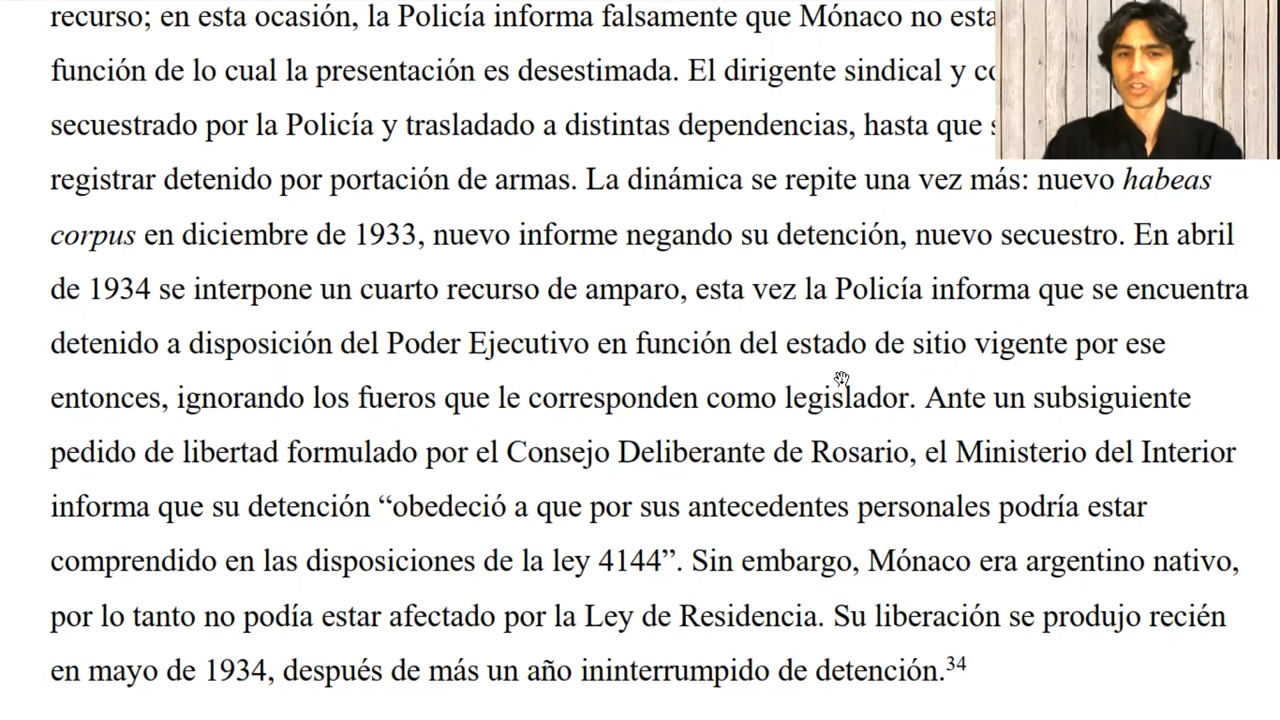 recurso; en esta ocasión, la Policía informa falsamente que Mónaco no
función de lo cual la presentación es desestimada. El dirigente sindical y
secuestrado por la Policía y trasladado a distintas dependencias, hasta que
registrar detenido por portación de armas. La dinámica se repite una vez más: nuevo habeas
corpus en diciembre de 1933, nuevo informe negando su detención, nuevo secuestro. En abril
de 1934 se interpone un cuarto recurso de amparo, esta vez la Policía informa que se encuentra
detenido a disposición del Poder Ejecutivo en función del estado de sitio vigente por ese
entonces, ignorando los fueros que le corresponden como legislador. Ante un subsiguiente
pedido de libertad formulado por el Consejo Deliberante de Rosario, el Ministerio del Interior
informa que su detención “obedeció a que por sus antecedentes personales podría estar
comprendido en las disposiciones de la ley 4144”. Sin embargo, Mónaco era argentino nativo,
por lo tanto no podía estar afectado por la Ley de Residencia. Su liberación se produjo recién
en mayo de 1934, después de más un año ininterrumpido de detención.34